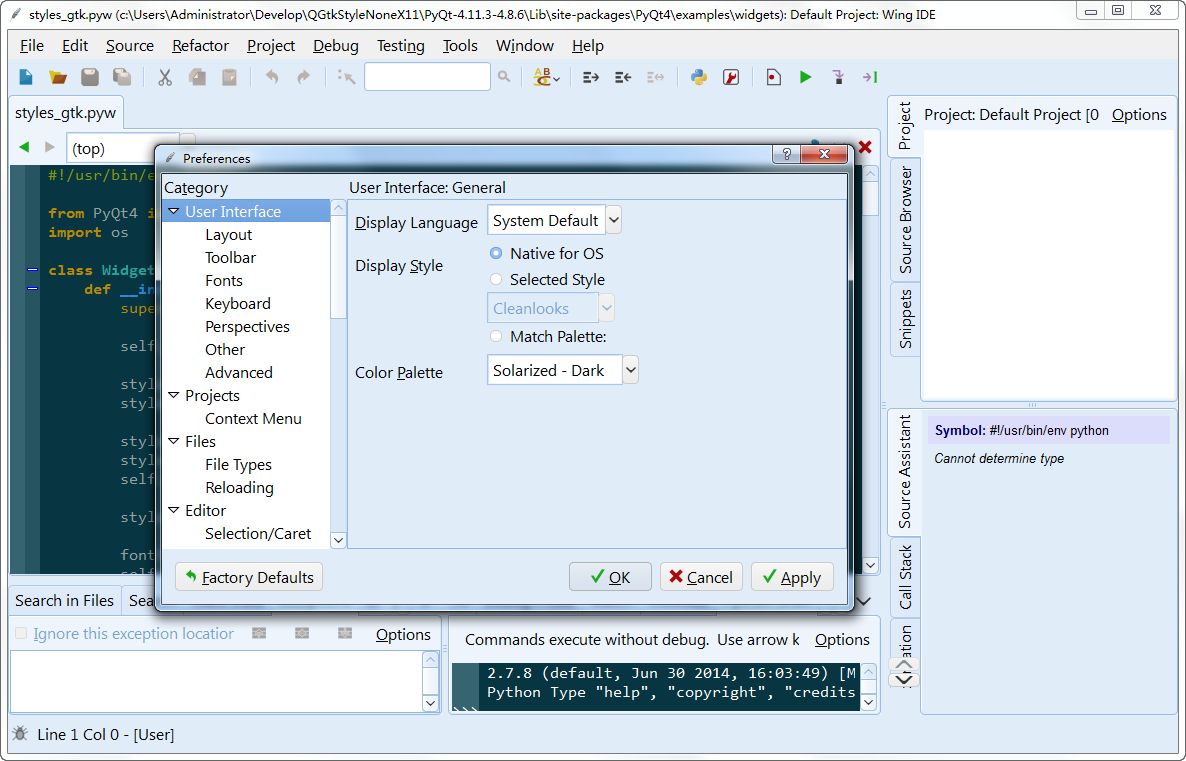 styles_gtk.pyw (c:\Users\Administrator\Develop\QGtkStyleNoneX11\PyQt-4.11.3-4.8.6\Lib\site-packages\PyQt4\examples\widgets): Default Project: Wing IDE
File Edit Source Refactor Project Debug Testing Tools Window Help
styles_gtk.pyw
(top)
#!/usr/bin/e
from PyQt4 i
import os
class Widget
def __in
supe
self
styl
styl
styl
styl
self
styl
font
self
Preferences
Category
User Interface
Layout
Toolbar
Fonts
Keyboard
Perspectives
Other
Advanced
Projects
Context Menu
Files
File Types
Reloading
Editor
Selection/Caret
User Interface: General
Display Language System Default
Display Style Native for OS
Selected Style
Cleanlooks
Match Palette:
Color Palette Solarized - Dark
Factory Defaults OK Cancel Apply
Project
Source Browser
Snippets
Project: Default Project [0 Options
Source Assistant
Call Stack
ation
Symbol: #!/usr/bin/env python
Cannot determine type
Search in Files Sea
Ignore this exception locatior Options
Commands execute without debug. Use arrow k Options
2.7.8 (default, Jun 30 2014, 16:03:49) [M
Python Type "help", "copyright", "credits
>>>
Line 1 Col 0 - [User]